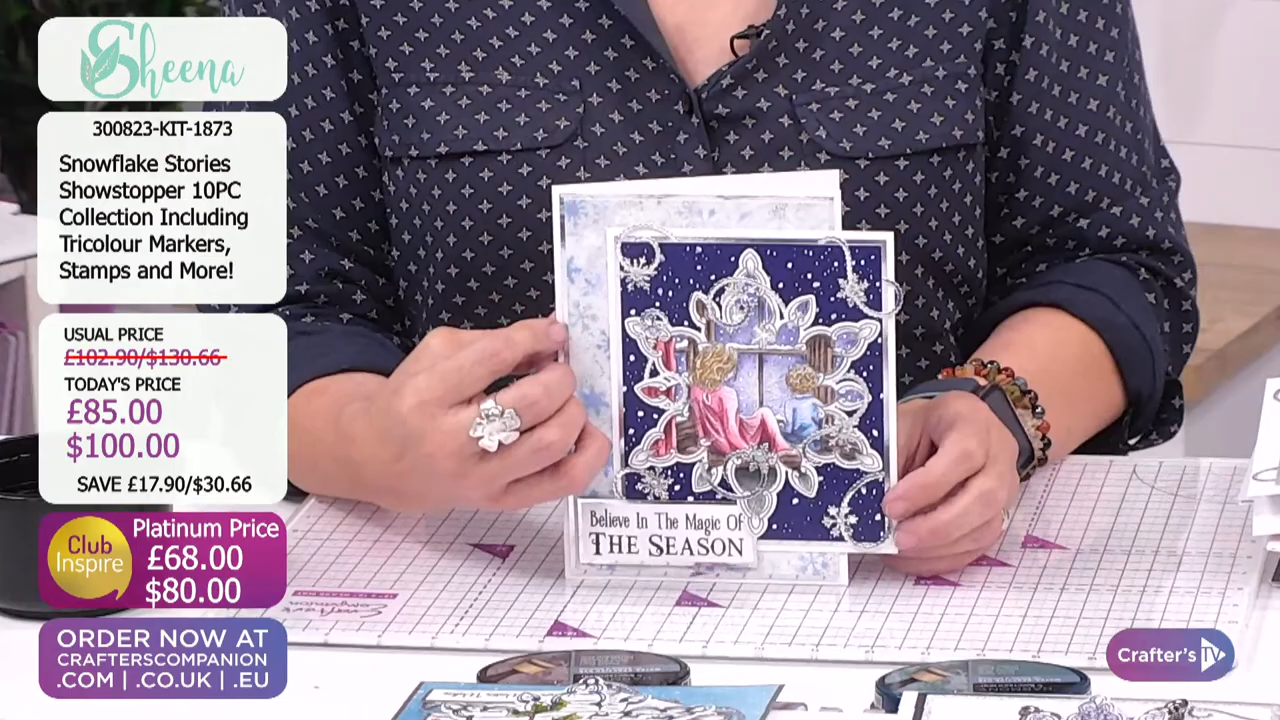 Sheena
300823-KIT-1873
Snowflake Stories
Showstopper 10PC
Collection Including
Tricolour Markers,
Stamps and More!
USUAL PRICE
£102.90/$130.66
TODAY'S PRICE
£85.00
$100.00
SAVE £17.90/$30.66
Club
Inspire
Platinum Price
£68.00
$80.00
ORDER NOW AT
CRAFTERSCOMPANION
.COM | .CO.UK | .EU
Believe In The Magic Of
THE SEASON
Crafter's TV